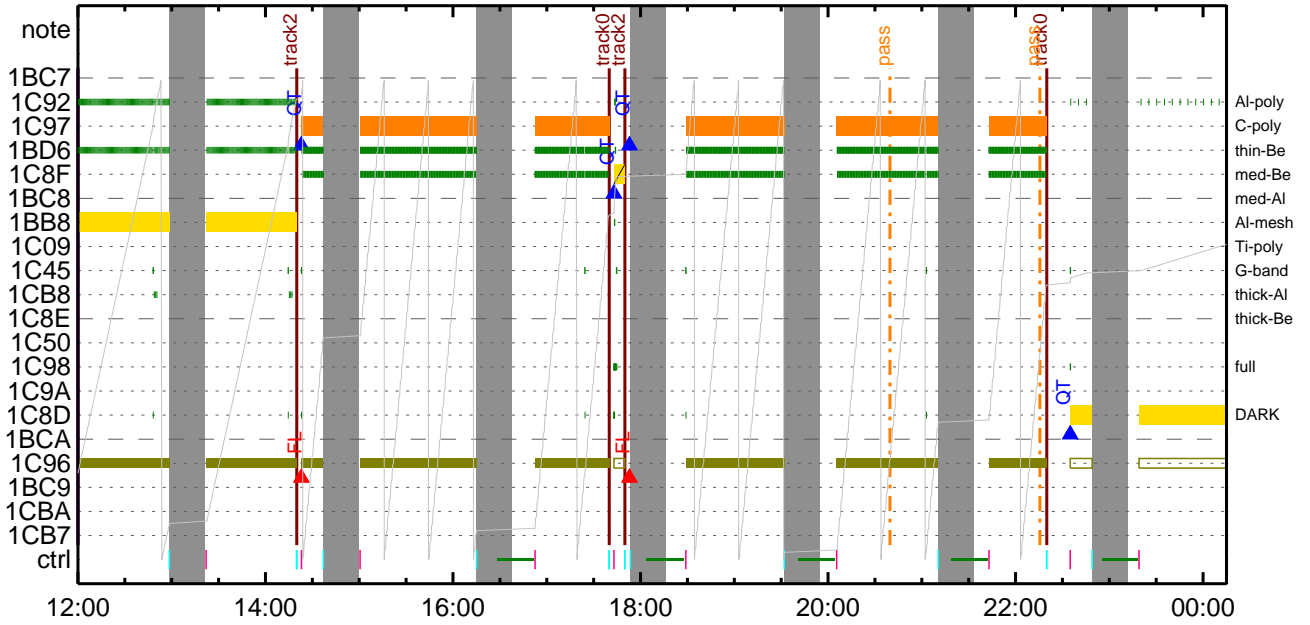 note
track2
track0
track2
pass
pass
track0
1BC7
1C92 QT QT Al-poly
1C97 C-poly
1BD6 QT thin-Be
1C8F med-Be
1BC8 med-Al
1BB8 Al-mesh
1C09 Ti-poly
1C45 G-band
1CB8 thick-Al
1C8E thick-Be
1C50
1C98 full
1C9A QT
1C8D DARK
1BCA FL FL
1C96
1BC9
1CBA
1CB7
ctrl
12:00 14:00 16:00 18:00 20:00 22:00 00:00